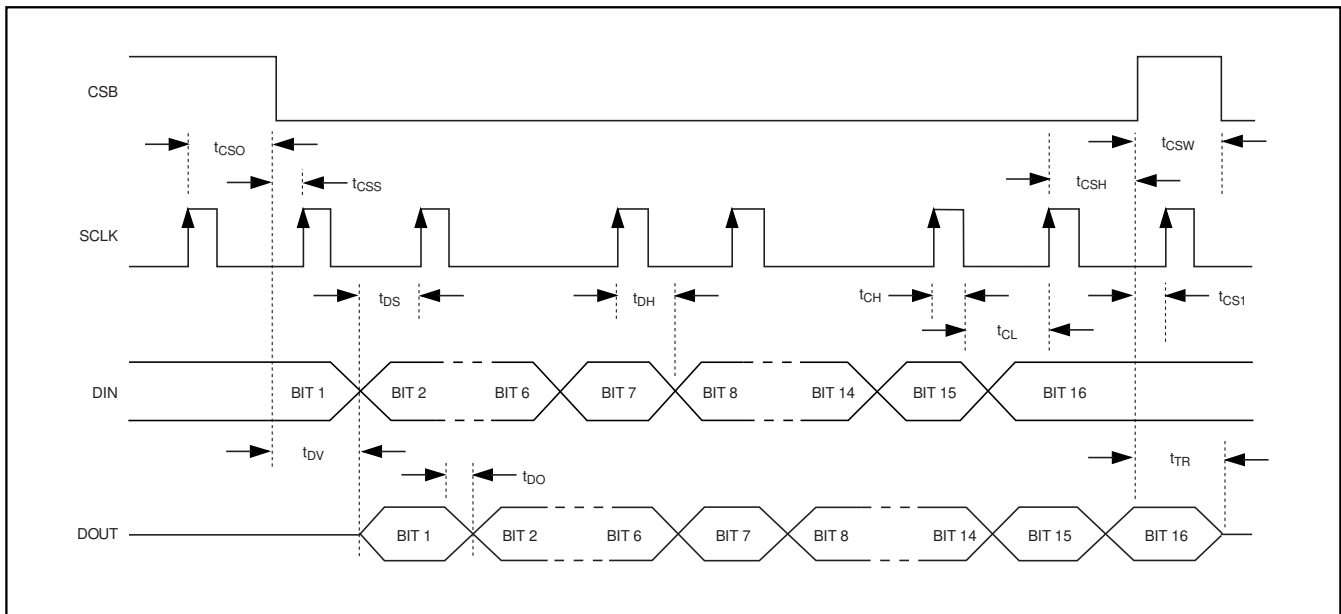 CSB
tCSO
tCSW
tCSS
tCSH
SCLK
tDS
tDH
tCH
tCS1
tCL
DIN
BIT 1
BIT 2
BIT 6
BIT 7
BIT 8
BIT 14
BIT 15
BIT 16
tDV
tDO
tTR
DOUT
BIT 1
BIT 2
BIT 6
BIT 7
BIT 8
BIT 14
BIT 15
BIT 16